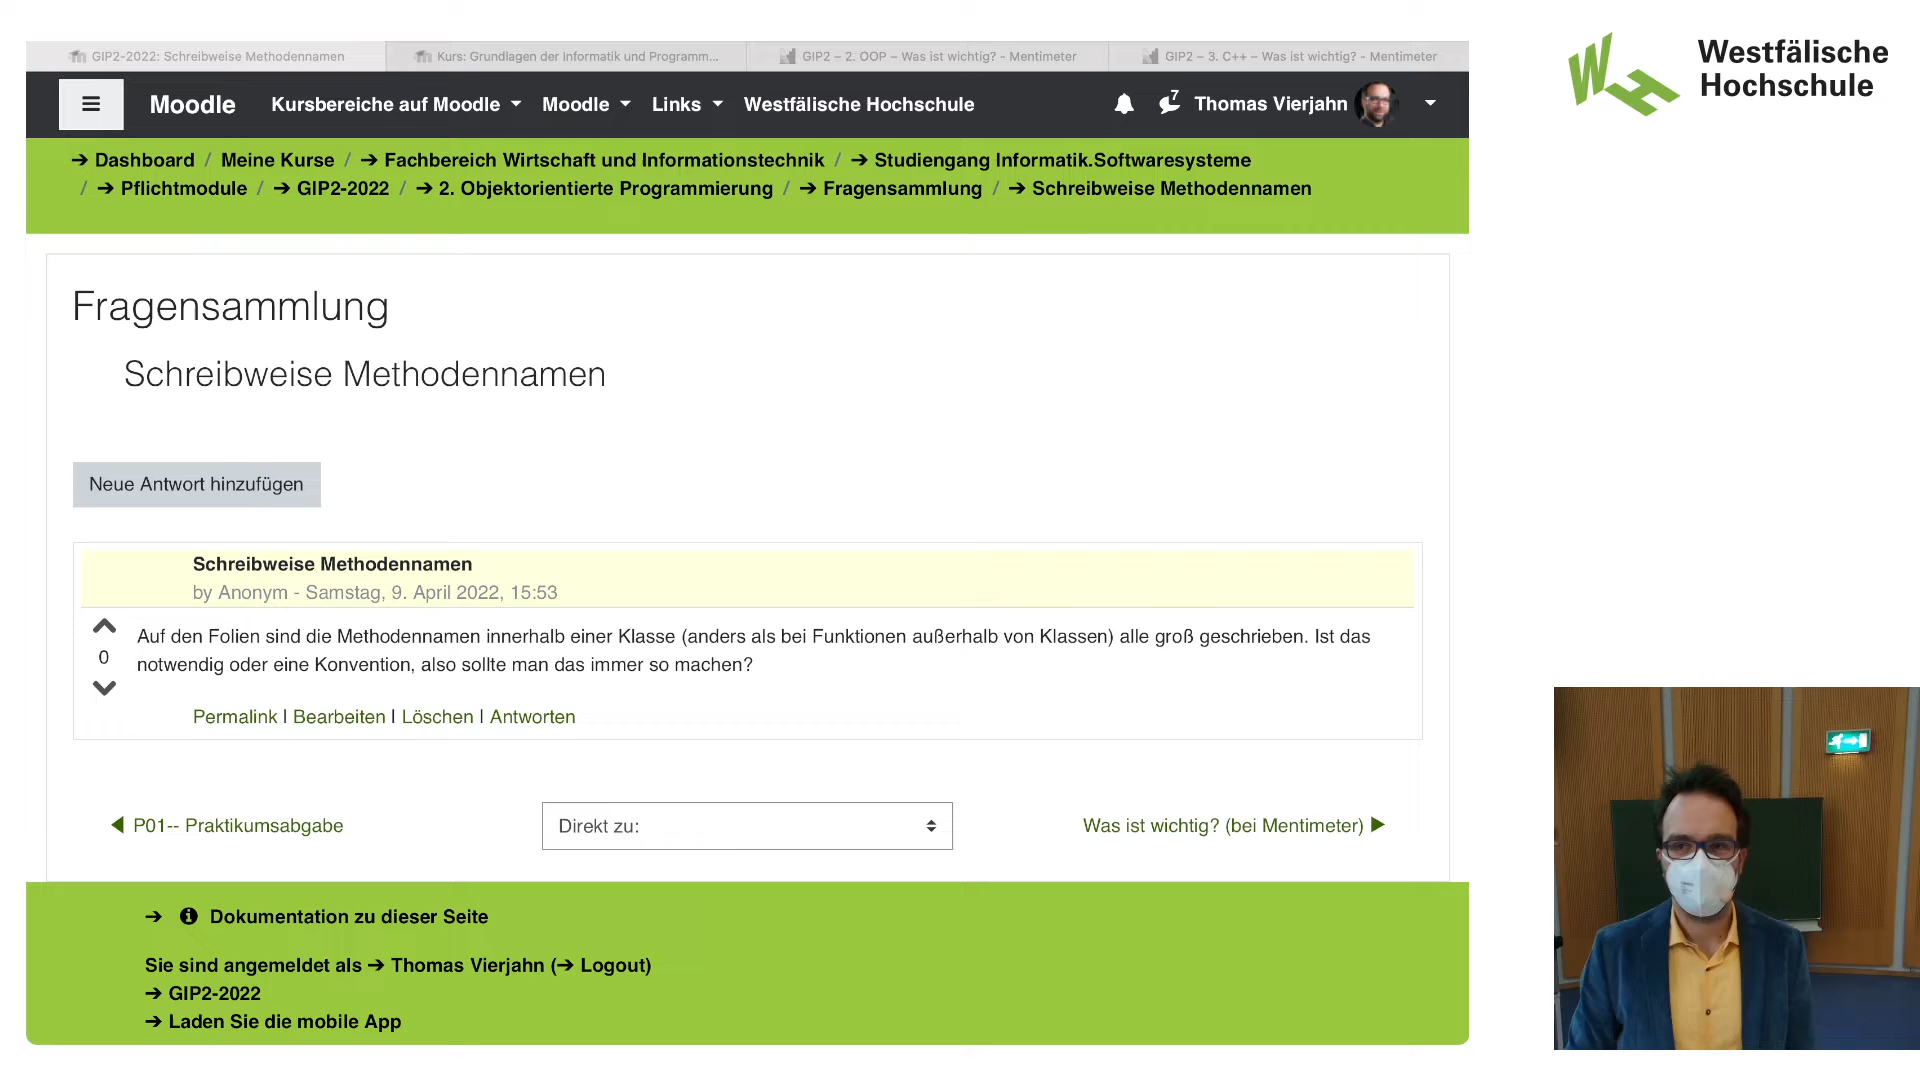 GIP2-2022: Schreibweise Methodennamen
Kurs: Grundlagen der Informatik und Programm...
GIP2 – 2. OOP – Was ist wichtig? - Mentimeter
GIP2 – 3. C++ – Was ist wichtig? - Mentimeter
Westfälische
Hochschule
Moodle Kursbereiche auf Moodle Moodle Links Westfälische Hochschule 7 Thomas Vierjahn
→ Dashboard / Meine Kurse / → Fachbereich Wirtschaft und Informationstechnik / → Studiengang Informatik.Softwaresysteme
/ → Pflichtmodule / → GIP2-2022 / → 2. Objektorientierte Programmierung / → Fragensammlung / → Schreibweise Methodennamen
Fragensammlung
Schreibweise Methodennamen
Neue Antwort hinzufügen
Schreibweise Methodennamen
by Anonym - Samstag, 9. April 2022, 15:53
0
Auf den Folien sind die Methodennamen innerhalb einer Klasse (anders als bei Funktionen außerhalb von Klassen) alle groß geschrieben. Ist das
notwendig oder eine Konvention, also sollte man das immer so machen?
Permalink | Bearbeiten | Löschen | Antworten
◀ P01-- Praktikumsabgabe
Direkt zu:
Was ist wichtig? (bei Mentimeter) ▶
→ Dokumentation zu dieser Seite
Sie sind angemeldet als → Thomas Vierjahn (→ Logout)
→ GIP2-2022
→ Laden Sie die mobile App